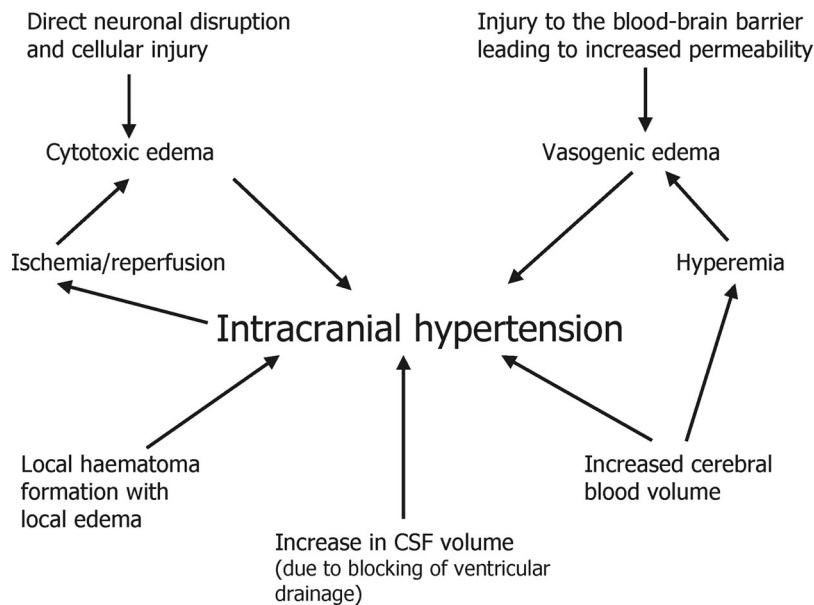 Direct neuronal disruption
and cellular injury
Injury to the blood-brain barrier
leading to increased permeability
Cytotoxic edema
Vasogenic edema
Ischemia/reperfusion
Hyperemia
Intracranial hypertension
Local haematoma
formation with
local edema
Increased cerebral
blood volume
Increase in CSF volume
(due to blocking of ventricular
drainage)